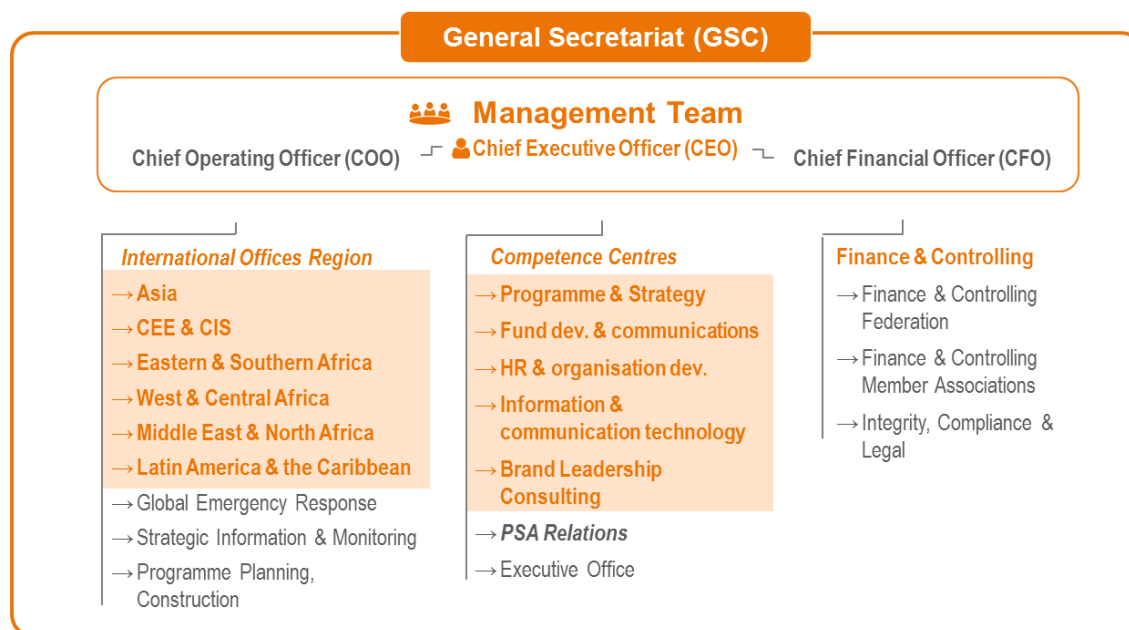 General Secretariat (GSC)
Management Team
Chief Operating Officer (COO)
Chief Executive Officer (CEO)
Chief Financial Officer (CFO)
International Offices Region
→ Asia
→ CEE & CIS
→ Eastern & Southern Africa
→ West & Central Africa
→ Middle East & North Africa
→ Latin America & the Caribbean
→ Global Emergency Response
→ Strategic Information & Monitoring
→ Programme Planning,
Construction
Competence Centres
→ Programme & Strategy
→ Fund dev. & communications
→ HR & organisation dev.
→ Information &
communication technology
→ Brand Leadership
Consulting
→ PSA Relations
→ Executive Office
Finance & Controlling
→ Finance & Controlling
Federation
→ Finance & Controlling
Member Associations
→ Integrity, Compliance &
Legal